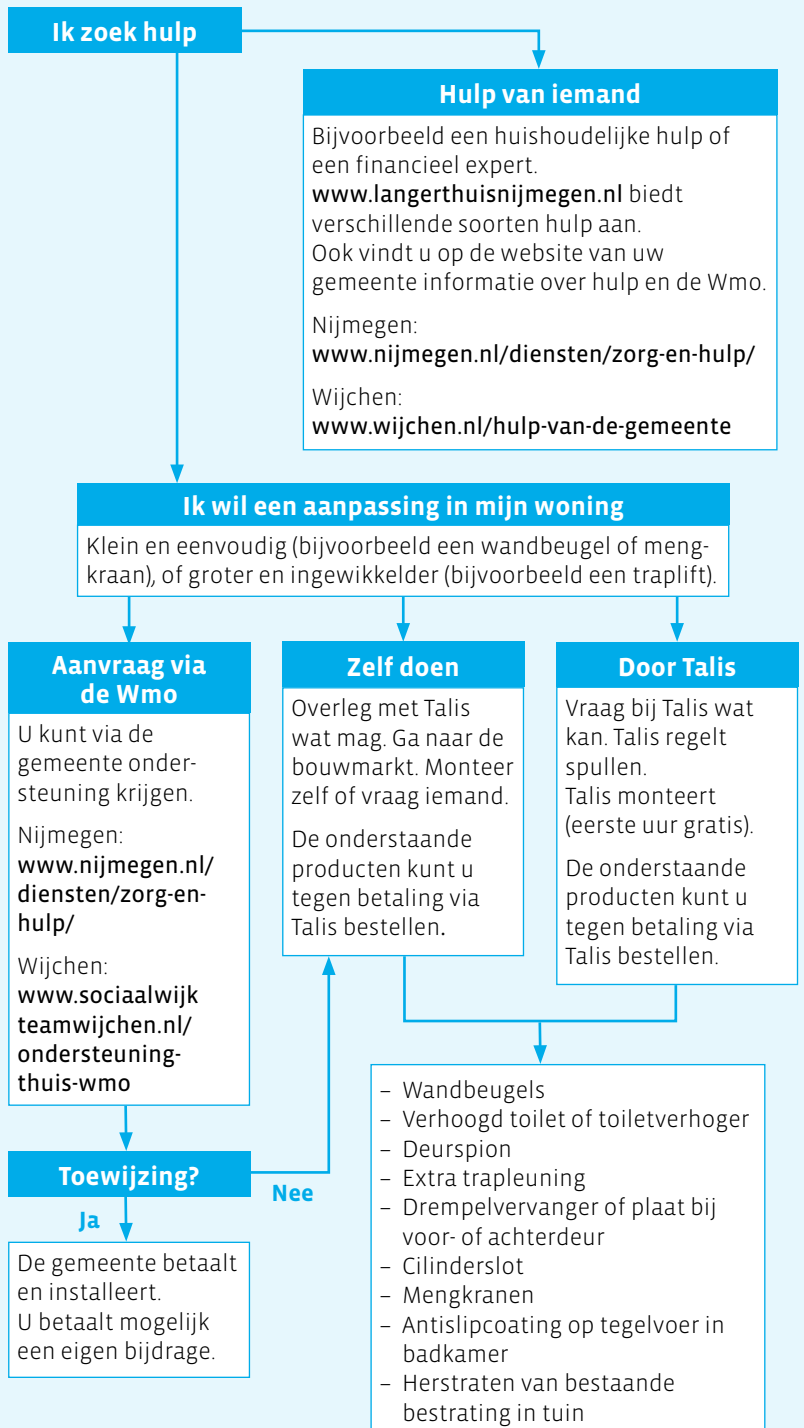 Ik zoek hulp
Hulp van iemand
Bijvoorbeeld een huishoudelijke hulp of
een financieel expert.
www.langerthuisnijmegen.nl biedt
verschillende soorten hulp aan.
Ook vindt u op de website van uw
gemeente informatie over hulp en de Wmo.
Nijmegen:
www.nijmegen.nl/diensten/zorg-en-hulp/
Wijchen:
www.wijchen.nl/hulp-van-de-gemeente
Ik wil een aanpassing in mijn woning
Klein en eenvoudig (bijvoorbeeld een wandbeugel of meng-
kraan), of groter en ingewikkelder (bijvoorbeeld een traplift).
Aanvraag via
de Wmo
U kunt via de
gemeente onder-
steuning krijgen.
Nijmegen:
www.nijmegen.nl/
diensten/zorg-en-
hulp/
Wijchen:
www.sociaalwijk
teamwijchen.nl/
ondersteuning-
thuis-wmo
Zelf doen
Overleg met Talis
wat mag. Ga naar de
bouwmarkt. Monteer
zelf of vraag iemand.
De onderstaande
producten kunt u
tegen betaling via
Talis bestellen.
Door Talis
Vraag bij Talis wat
kan. Talis regelt
spullen.
Talis monteert
(eerste uur gratis).
De onderstaande
producten kunt u
tegen betaling via
Talis bestellen.
Toewijzing?
Nee
Ja
De gemeente betaalt
en installeert.
U betaalt mogelijk
een eigen bijdrage.
– Wandbeugels
– Verhoogd toilet of toiletverhoger
– Deurspion
– Extra trapleuning
– Drempelvervanger of plaat bij
voor- of achterdeur
– Cilinderslot
– Mengkranen
– Antislipcoating op tegelvoer in
badkamer
– Herstraten van bestaande
bestrating in tuin